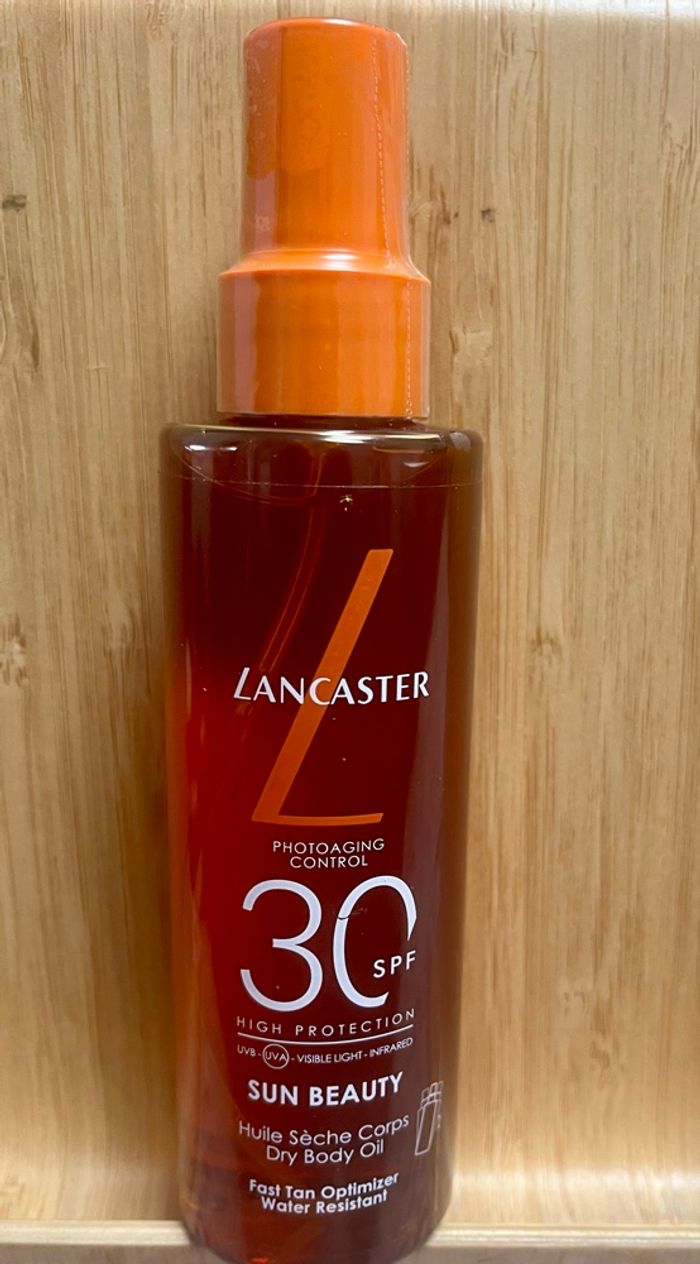 LANCASTER
PHOTOAGING
CONTROL
30
SPF
HIGH PROTECTION
UVB - UVA - VISIBLE LIGHT - INFRARED
SUN BEAUTY
Huile Sèche Corps
Dry Body Oil
Fast Tan Optimizer
Water Resistant